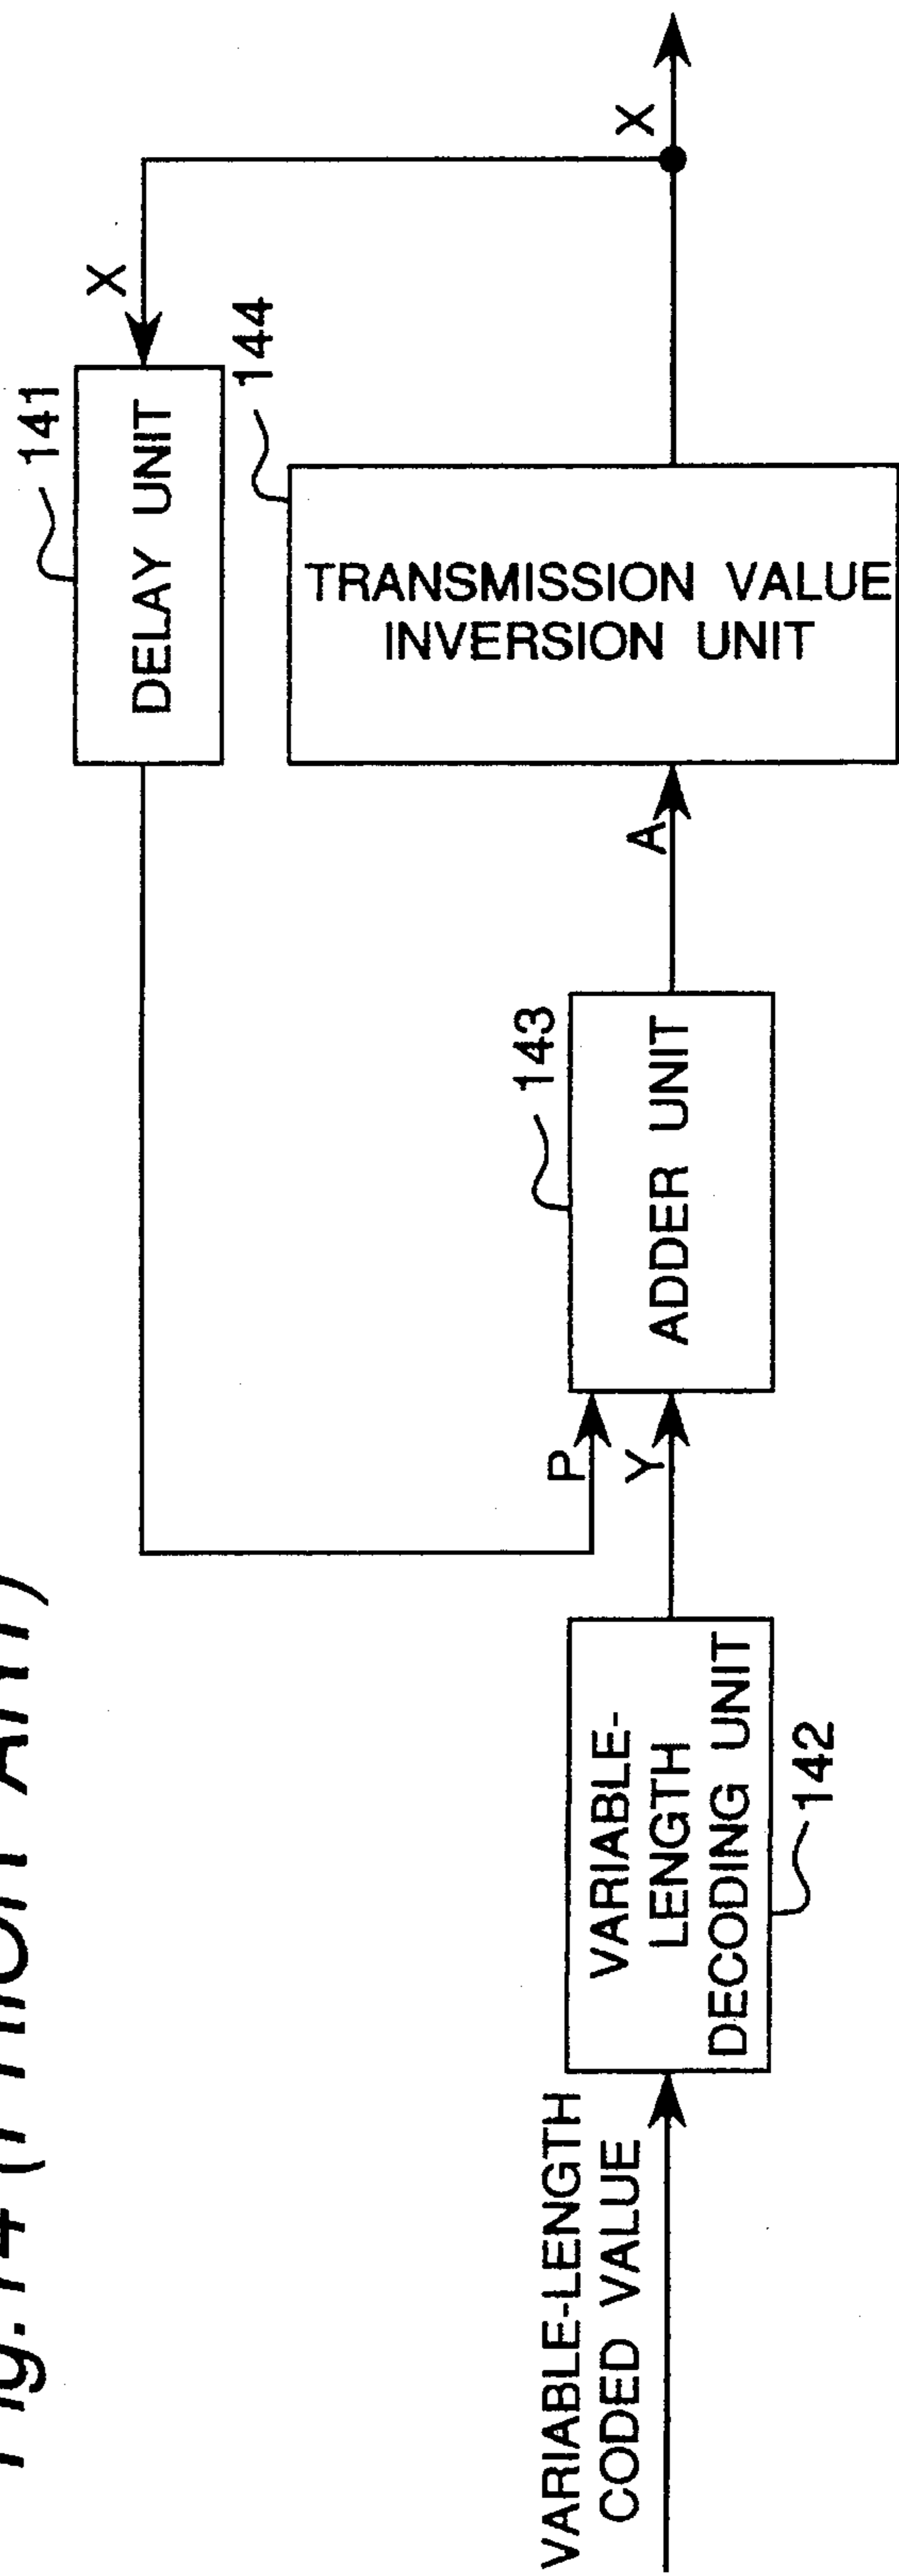 Fig.14 (PRIOR ART)
141
DELAY UNIT
X
144
TRANSMISSION VALUE
INVERSION UNIT
X
A
143
ADDER UNIT
P
Y
VARIABLE-
LENGTH
DECODING UNIT
142
VARIABLE-LENGTH
CODED VALUE